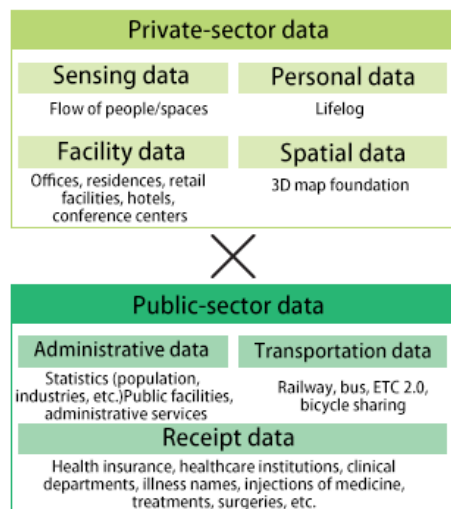 Private-sector data
Sensing data
Flow of people/spaces
Personal data
Lifelog
Facility data
Offices, residences, retail
facilities, hotels,
conference centers
Spatial data
3D map foundation
Public-sector data
Administrative data
Statistics (population,
industries, etc.)Public facilities,
administrative services
Transportation data
Railway, bus, ETC 2.0,
bicycle sharing
Receipt data
Health insurance, healthcare institutions, clinical
departments, illness names, injections of medicine,
treatments, surgeries, etc.